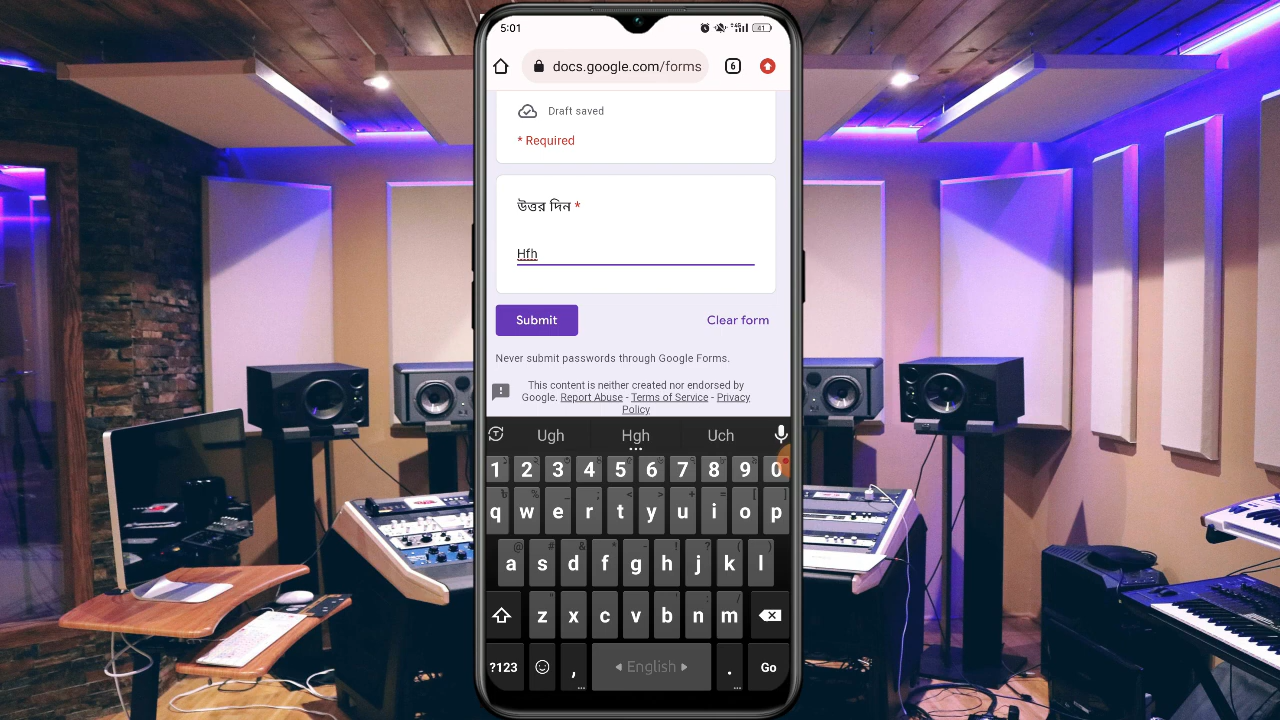 5:01
41
docs.google.com/forms
6
Draft saved
* Required
উত্তর দিন *
Hfh
Submit
Clear form
Never submit passwords through Google Forms.
This content is neither created nor endorsed by
Google. Report Abuse - Terms of Service - Privacy
Policy
Ugh Hgh Uch
1 2 3 4 5 6 7 8 9 0
q w e r t y u i o p
a s d f g h j k l
z x c v b n m
?123 , English . Go